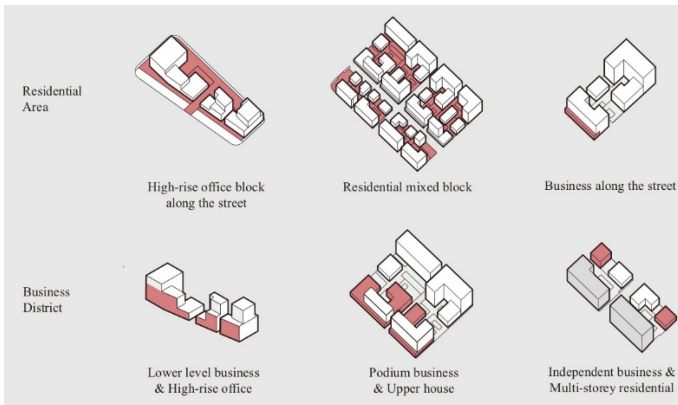 Residential
Area
High-rise office block
along the street
Residential mixed block
Business along the street
Business
District
Lower level business
& High-rise office
Podium business
& Upper house
Independent business &
Multi-storey residential